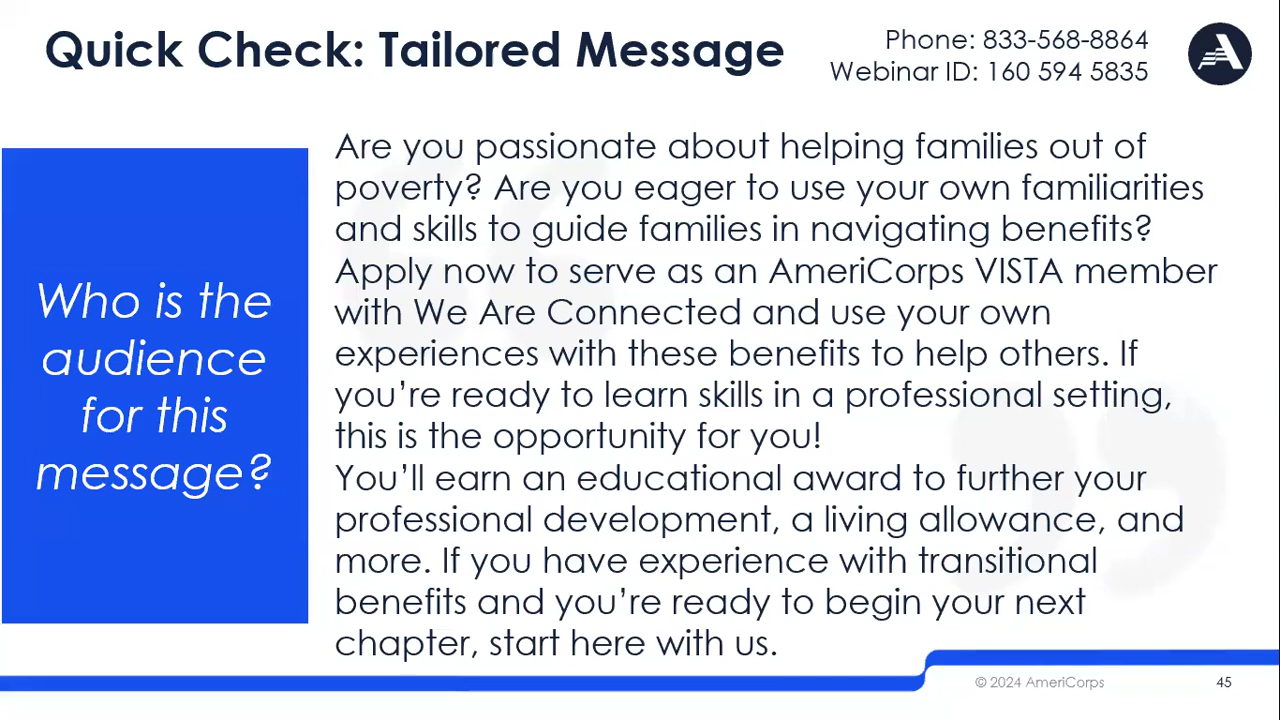 Quick Check: Tailored Message
Phone: 833-568-8864
Webinar ID: 160 594 5835
Who is the
audience
for this
message?
Are you passionate about helping families out of
poverty? Are you eager to use your own familiarities
and skills to guide families in navigating benefits?
Apply now to serve as an AmeriCorps VISTA member
with We Are Connected and use your own
experiences with these benefits to help others. If
you’re ready to learn skills in a professional setting,
this is the opportunity for you!
You’ll earn an educational award to further your
professional development, a living allowance, and
more. If you have experience with transitional
benefits and you’re ready to begin your next
chapter, start here with us.
© 2024 AmeriCorps
45